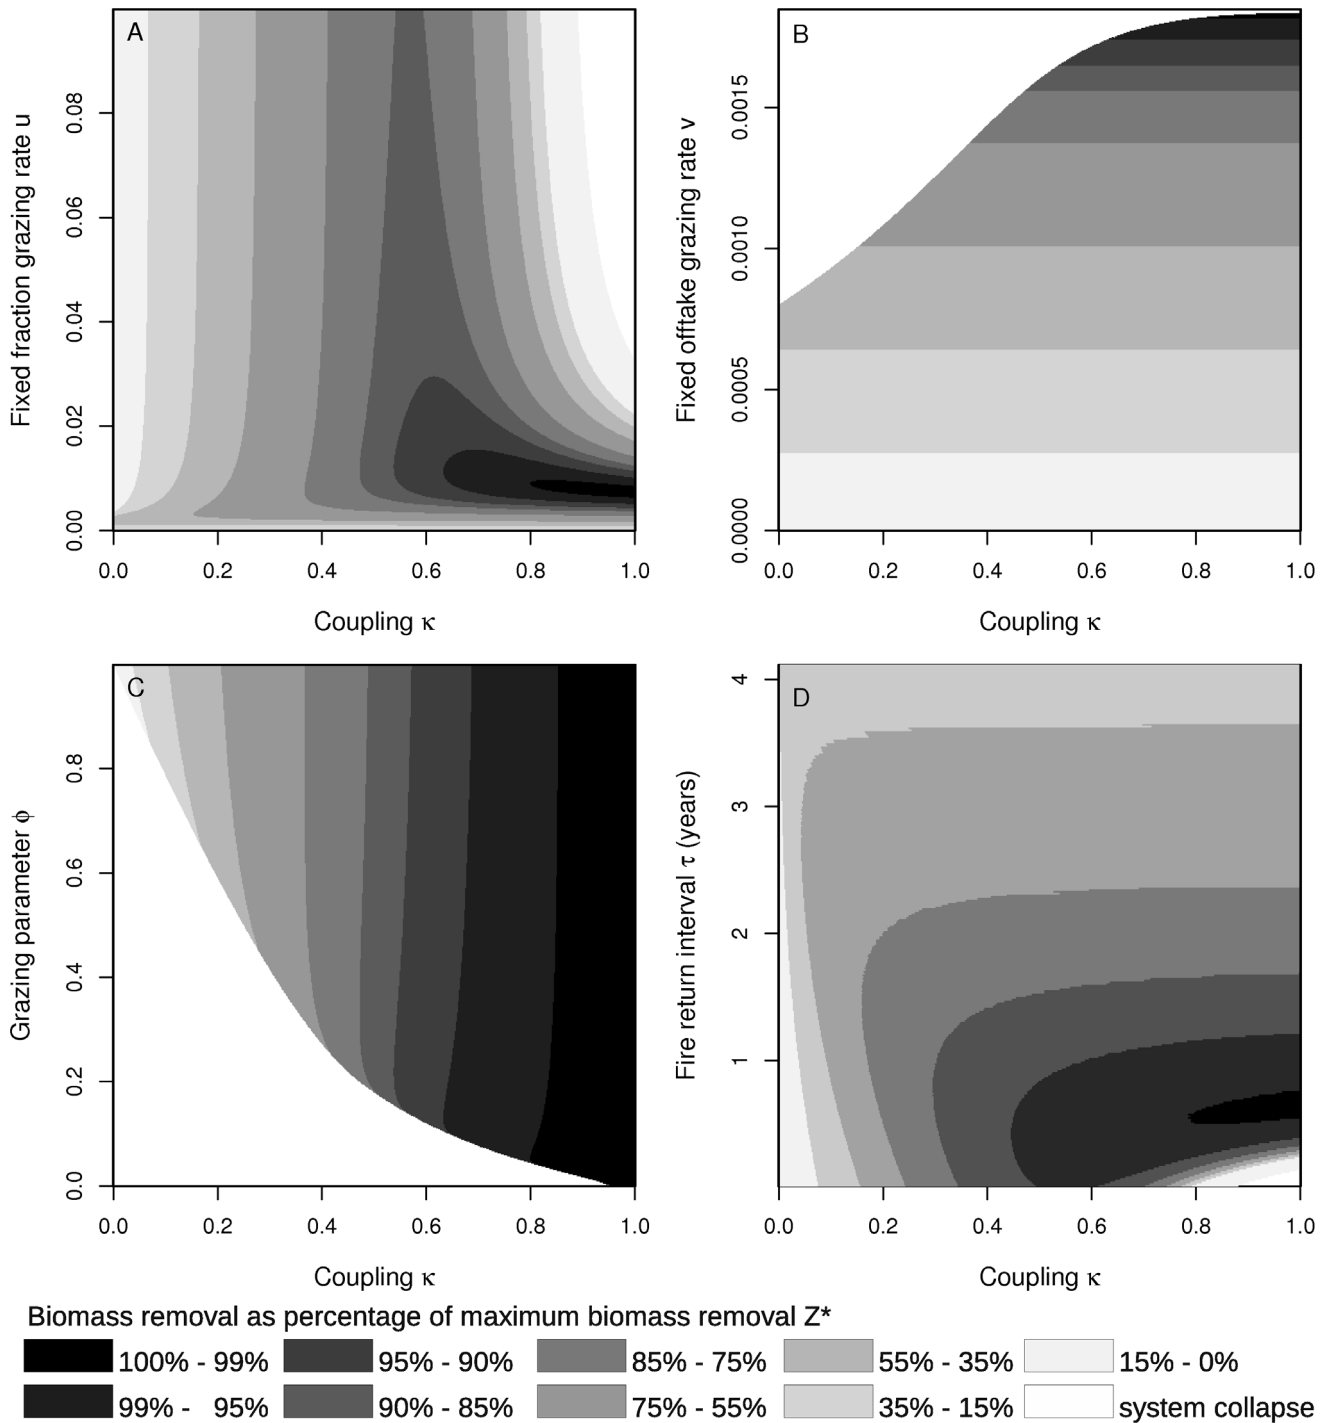 A
Fixed fraction grazing rate u
0.08
0.06
0.04
0.02
0.00
0.0 0.2 0.4 0.6 0.8 1.0
Coupling κ
B
Fixed offtake grazing rate v
0.0015
0.0010
0.0005
0.0000
0.0 0.2 0.4 0.6 0.8 1.0
Coupling κ
C
Grazing parameter ϕ
0.8
0.6
0.4
0.2
0.0
0.0 0.2 0.4 0.6 0.8 1.0
Coupling κ
D
Fire return interval τ (years)
4
3
2
1
0.0 0.2 0.4 0.6 0.8 1.0
Coupling κ
Biomass removal as percentage of maximum biomass removal Z*
100% - 99% 95% - 90% 85% - 75% 55% - 35% 15% - 0%
99% - 95% 90% - 85% 75% - 55% 35% - 15% system collapse